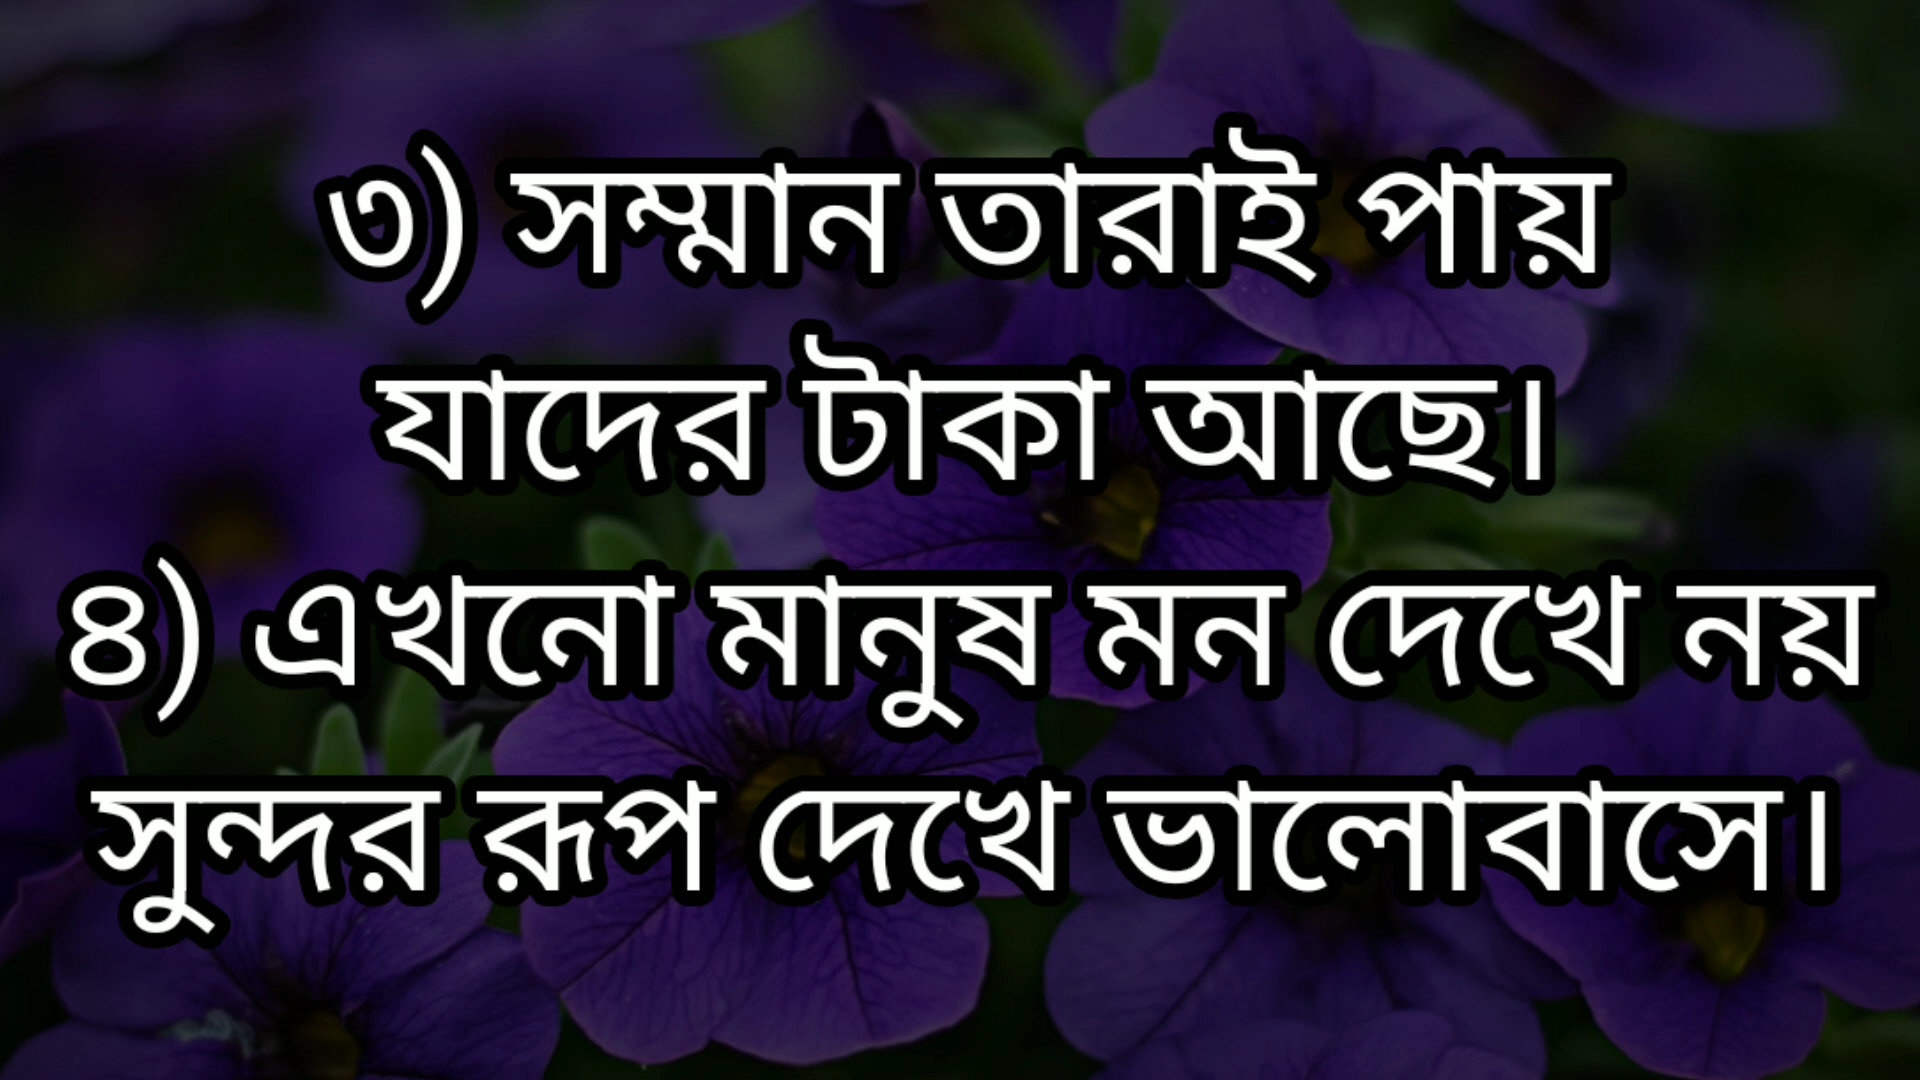 ৩) সম্মান তারাই পায়
যাদের টাকা আছে।
৪) এখনো মানুষ মন দেখে নয়
সুন্দর রূপ দেখে ভালোবাসে।